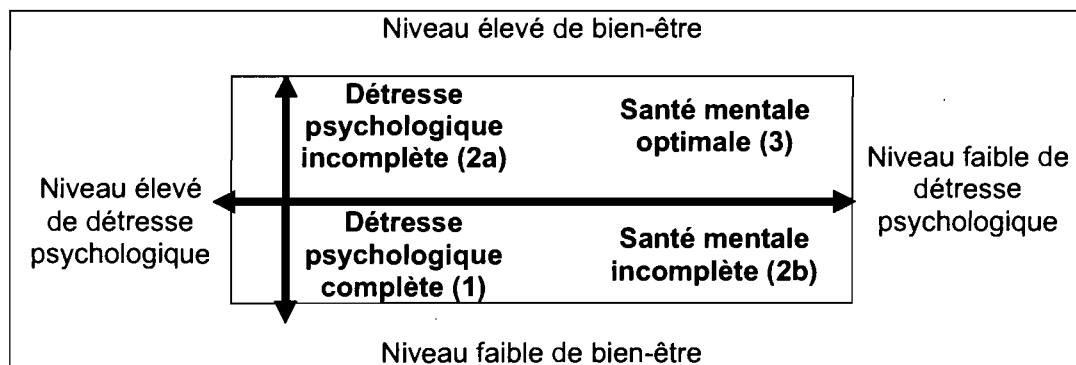 Niveau élevé de bien-être
Détresse
psychologique
incomplète (2a)
Santé mentale
optimale (3)
Niveau élevé
de détresse
psychologique
Niveau faible de
détresse
psychologique
Détresse
psychologique
complète (1)
Santé mentale
incomplète (2b)
Niveau faible de bien-être